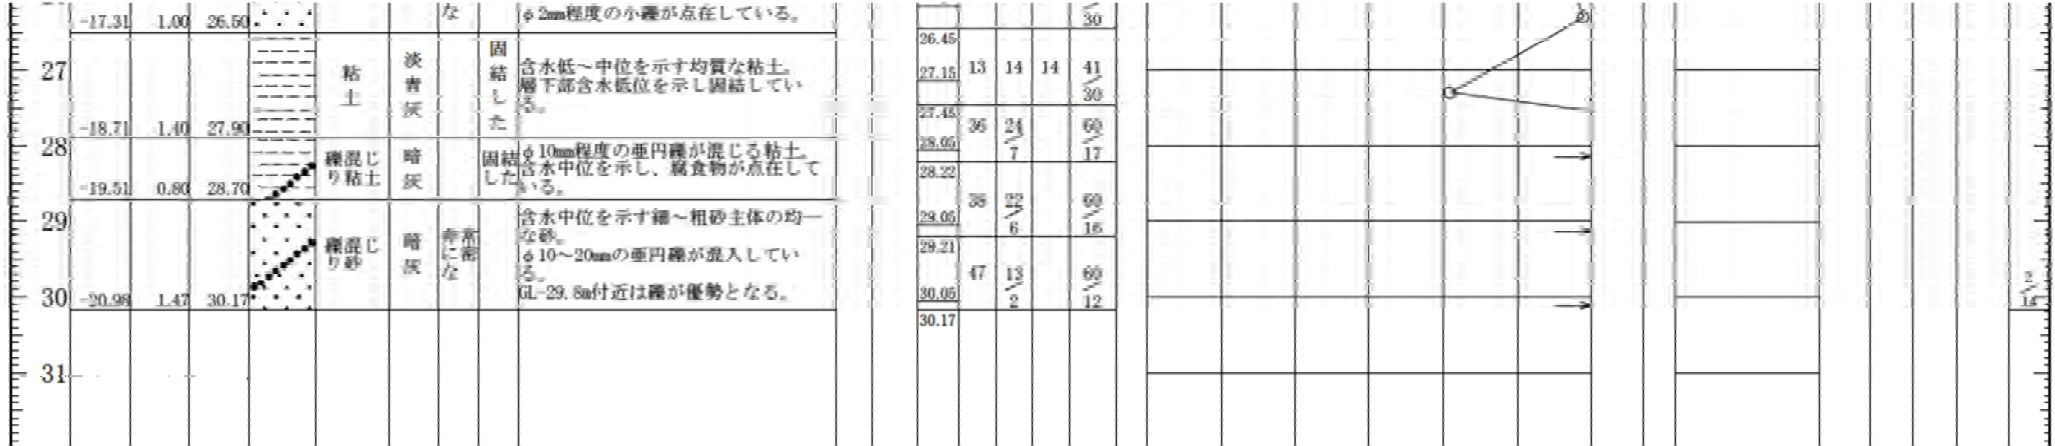 -17.31 1.00 26.50 な φ2mm程度の小礫が点在している。 30
27 粘土 淡青灰 固結した 含水低～中位を示す均質な粘土。
層下部含水低位を示し固結してい
る。
-18.71 1.40 27.90
26.45
27.15 13 14 14 41
30
27.45
28 礫混じ
り粘土 暗灰 固結
した φ10mm程度の亜円礫が混じる粘土。
含水中位を示し、腐食物が点在して
いる。
-19.51 0.80 28.70
36 24 60
28.05 7 17
28.22
29 礫混じ
り砂 暗灰 非常
に密
な 含水中位を示す細～粗砂主体の均一
な砂。
φ10～20mmの亜円礫が混入してい
る。
GL-29.8m付近は礫が優勢となる。
38 22 60
29.05 6 16
29.21
30 -20.98 1.47 30.17
47 13 60
30.05 2 12
30.17
2
14
31